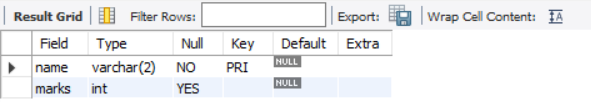 Result Grid Filter Rows: Export: Wrap Cell Content: IA
Field Type Null Key Default Extra
name varchar(2) NO PRI NULL
marks int YES NULL